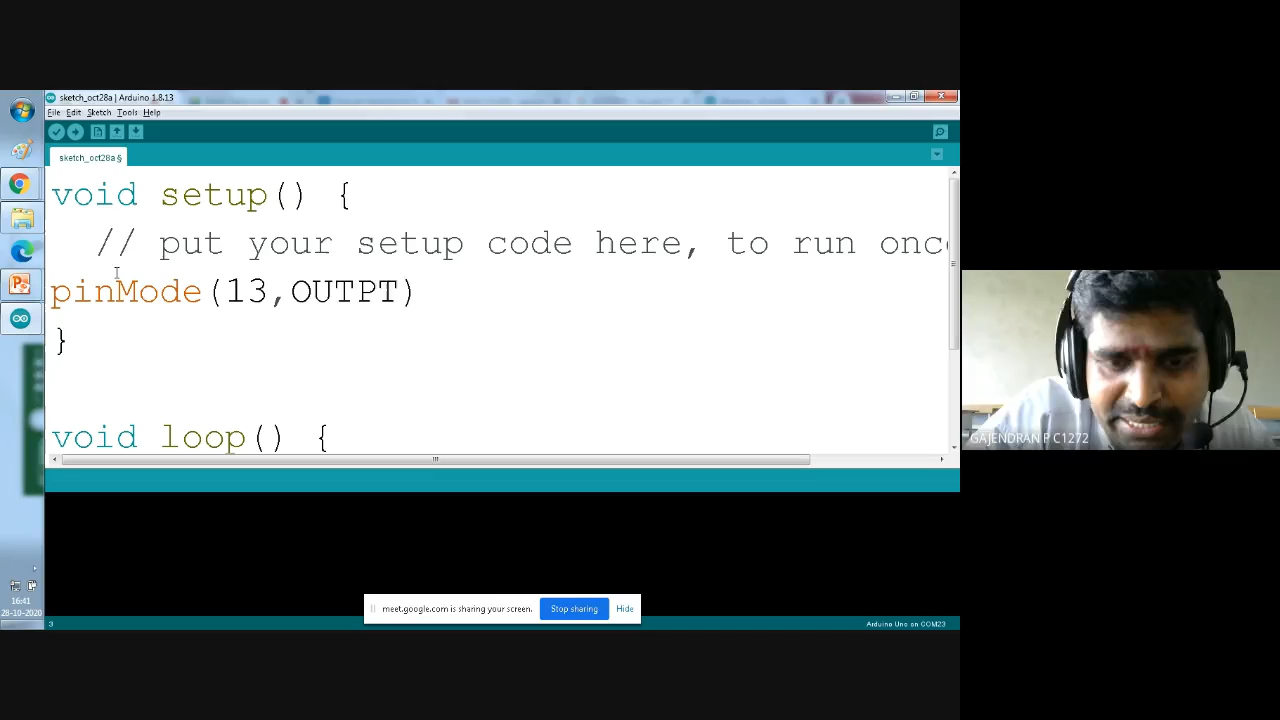 sketch_oct28a | Arduino 1.8.13
File Edit Sketch Tools Help
sketch_oct28a §
void setup() {
// put your setup code here, to run once
pinMode(13,OUTPT)
}
void loop() {
GAJENDRAN P C1272
meet.google.com is sharing your screen. Stop sharing Hide
16:41
28-10-2020
3 Arduino Uno on COM23